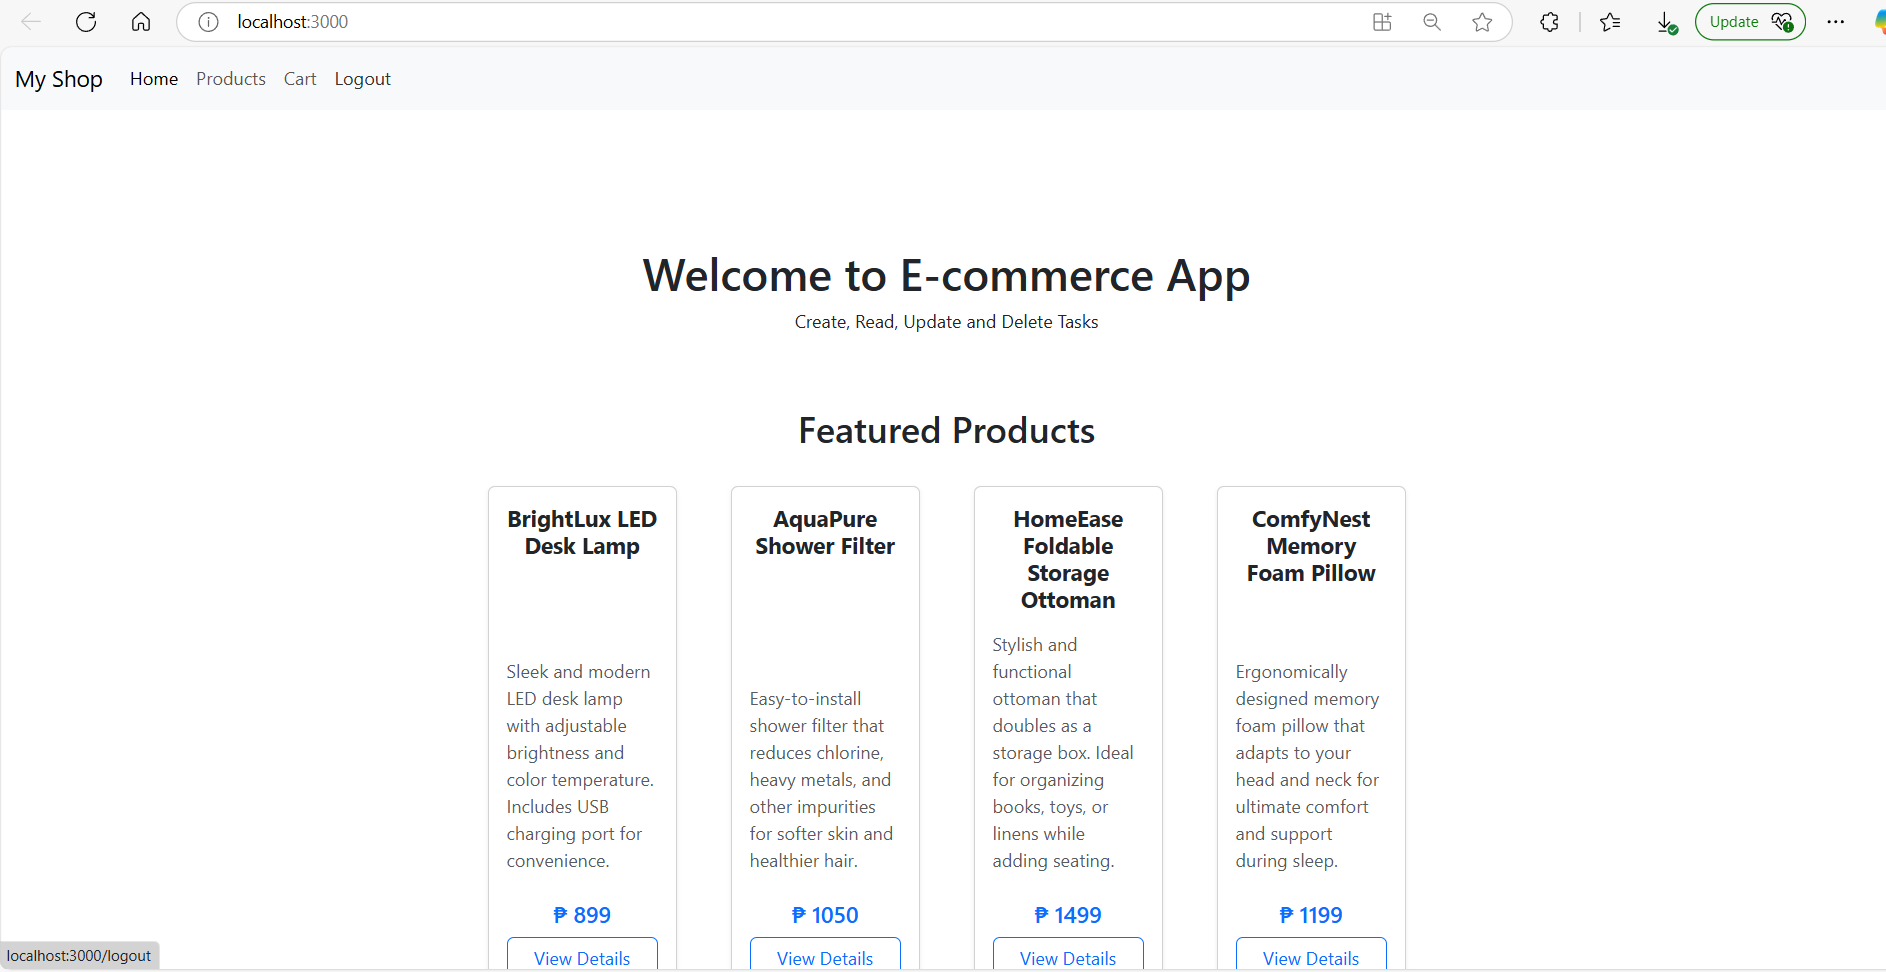 localhost:3000
Update
My Shop Home Products Cart Logout
Welcome to E-commerce App
Create, Read, Update and Delete Tasks
Featured Products
BrightLux LED
Desk Lamp
Sleek and modern
LED desk lamp
with adjustable
brightness and
color temperature.
Includes USB
charging port for
convenience.
₱ 899
View Details
AquaPure
Shower Filter
Easy-to-install
shower filter that
reduces chlorine,
heavy metals, and
other impurities
for softer skin and
healthier hair.
₱ 1050
View Details
HomeEase
Foldable
Storage
Ottoman
Stylish and
functional
ottoman that
doubles as a
storage box. Ideal
for organizing
books, toys, or
linens while
adding seating.
₱ 1499
View Details
ComfyNest
Memory
Foam Pillow
Ergonomically
designed memory
foam pillow that
adapts to your
head and neck for
ultimate comfort
and support
during sleep.
₱ 1199
View Details
localhost:3000/logout